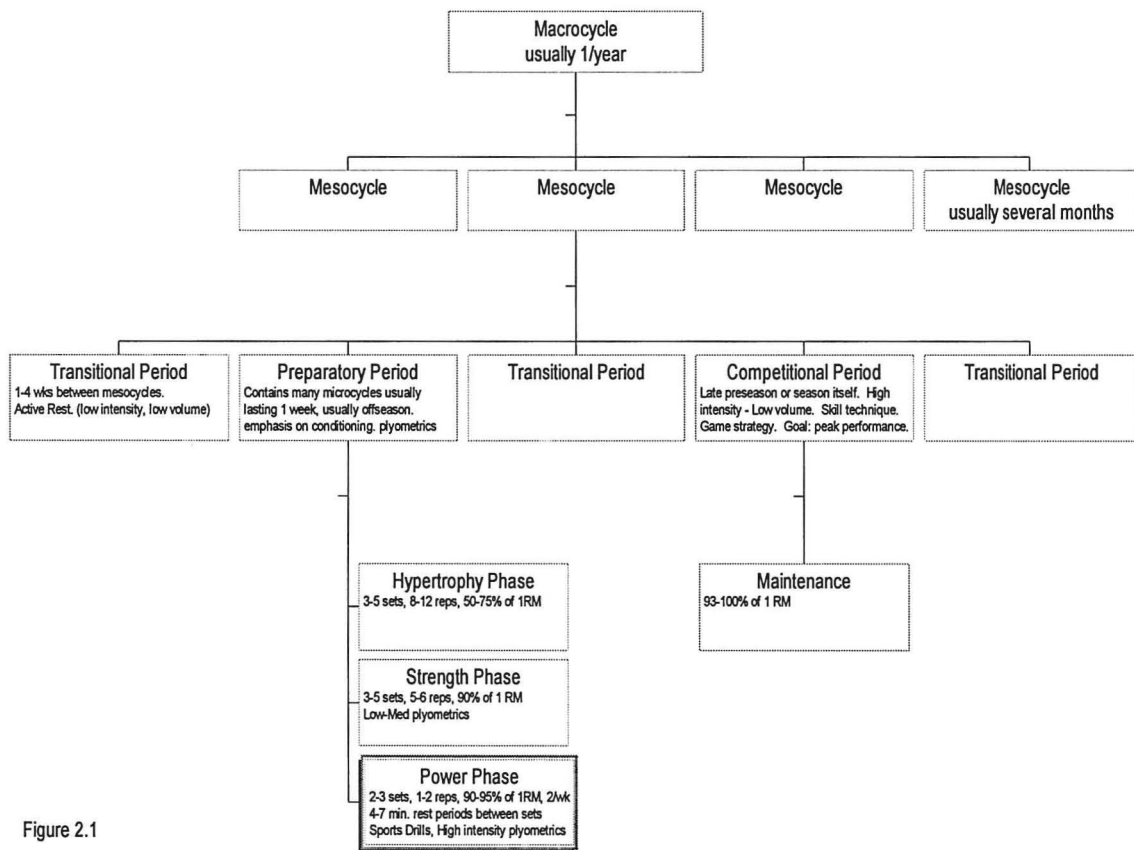 Macrocycle
usually 1/year
Mesocycle
Mesocycle
Mesocycle
Mesocycle
usually several months
Transitional Period
1-4 wks between mesocycles.
Active Rest. (low intensity, low volume)
Preparatory Period
Contains many microcycles usually
lasting 1 week, usually offseason.
emphasis on conditioning. plyometrics
Transitional Period
Competitional Period
Late preseason or season itself. High
intensity - Low volume. Skill technique.
Game strategy. Goal: peak performance.
Transitional Period
Hypertrophy Phase
3-5 sets, 8-12 reps, 50-75% of 1RM
Maintenance
93-100% of 1 RM
Strength Phase
3-5 sets, 5-6 reps, 90% of 1 RM
Low-Med plyometrics
Power Phase
2-3 sets, 1-2 reps, 90-95% of 1RM, 2/wk
4-7 min. rest periods between sets
Sports Drills, High intensity plyometrics
Figure 2.1